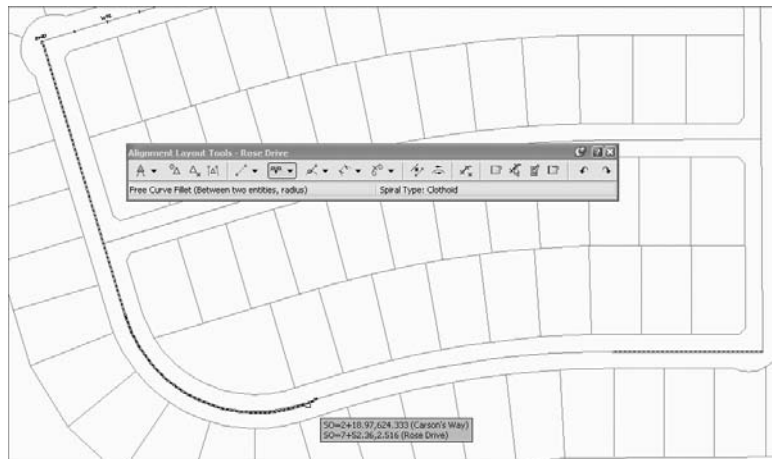 Alignment Layout Tools - Rose Drive
Free Curve Fillet (Between two entities, radius) Spiral Type: Clothoid
SO=2+18.97,624.333 (Carson's Way)
SO=7+52.36,2.516 (Rose Drive)